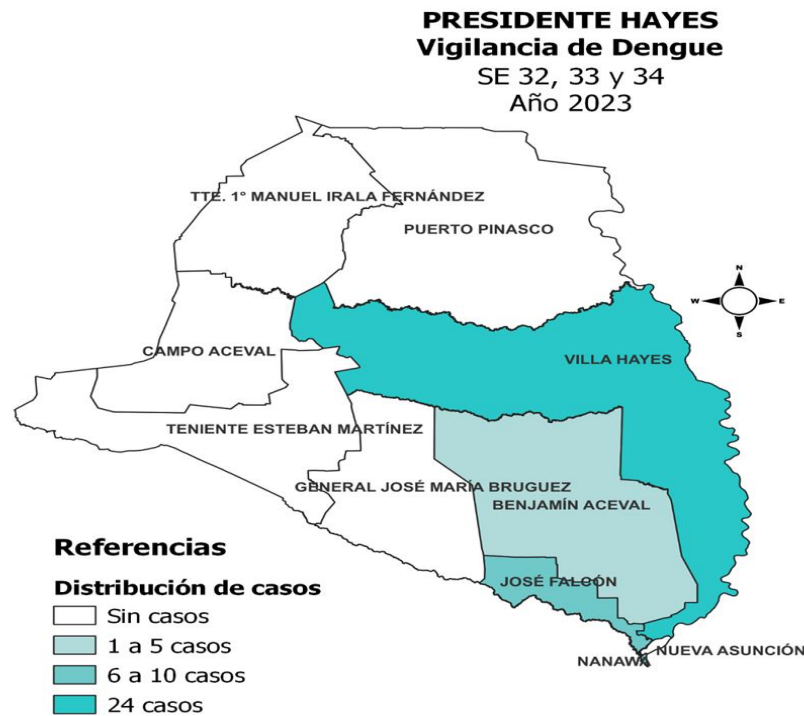 PRESIDENTE HAYES
Vigilancia de Dengue
SE 32, 33 y 34
Año 2023
TTE. 1° MANUEL IRALA FERNÁNDEZ
PUERTO PINASCO
N
W E
S
CAMPO ACEVAL
VILLA HAYES
TENIENTE ESTEBAN MARTÍNEZ
GENERAL JOSÉ MARÍA BRUGUEZ
BENJAMÍN ACEVAL
JOSÉ FALCÓN
NUEVA ASUNCIÓN
NANAWA
Referencias
Distribución de casos
Sin casos
1 a 5 casos
6 a 10 casos
24 casos